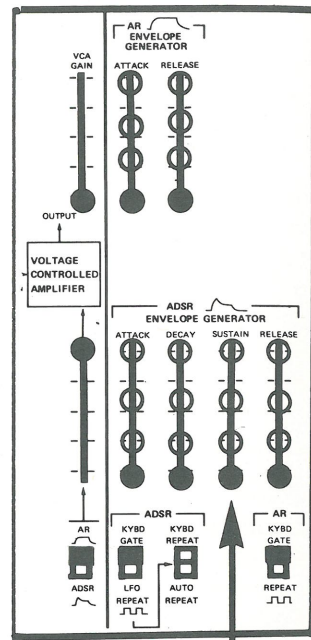 AR
ENVELOPE
GENERATOR
VCA
GAIN
ATTACK RELEASE
OUTPUT
VOLTAGE
CONTROLLED
AMPLIFIER
ADSR
ENVELOPE GENERATOR
ATTACK DECAY SUSTAIN RELEASE
AR
ADSR
ADSR
KYBD
GATE
LFO
REPEAT
KYBD
REPEAT
AUTO
REPEAT
AR
KYBD
GATE
REPEAT